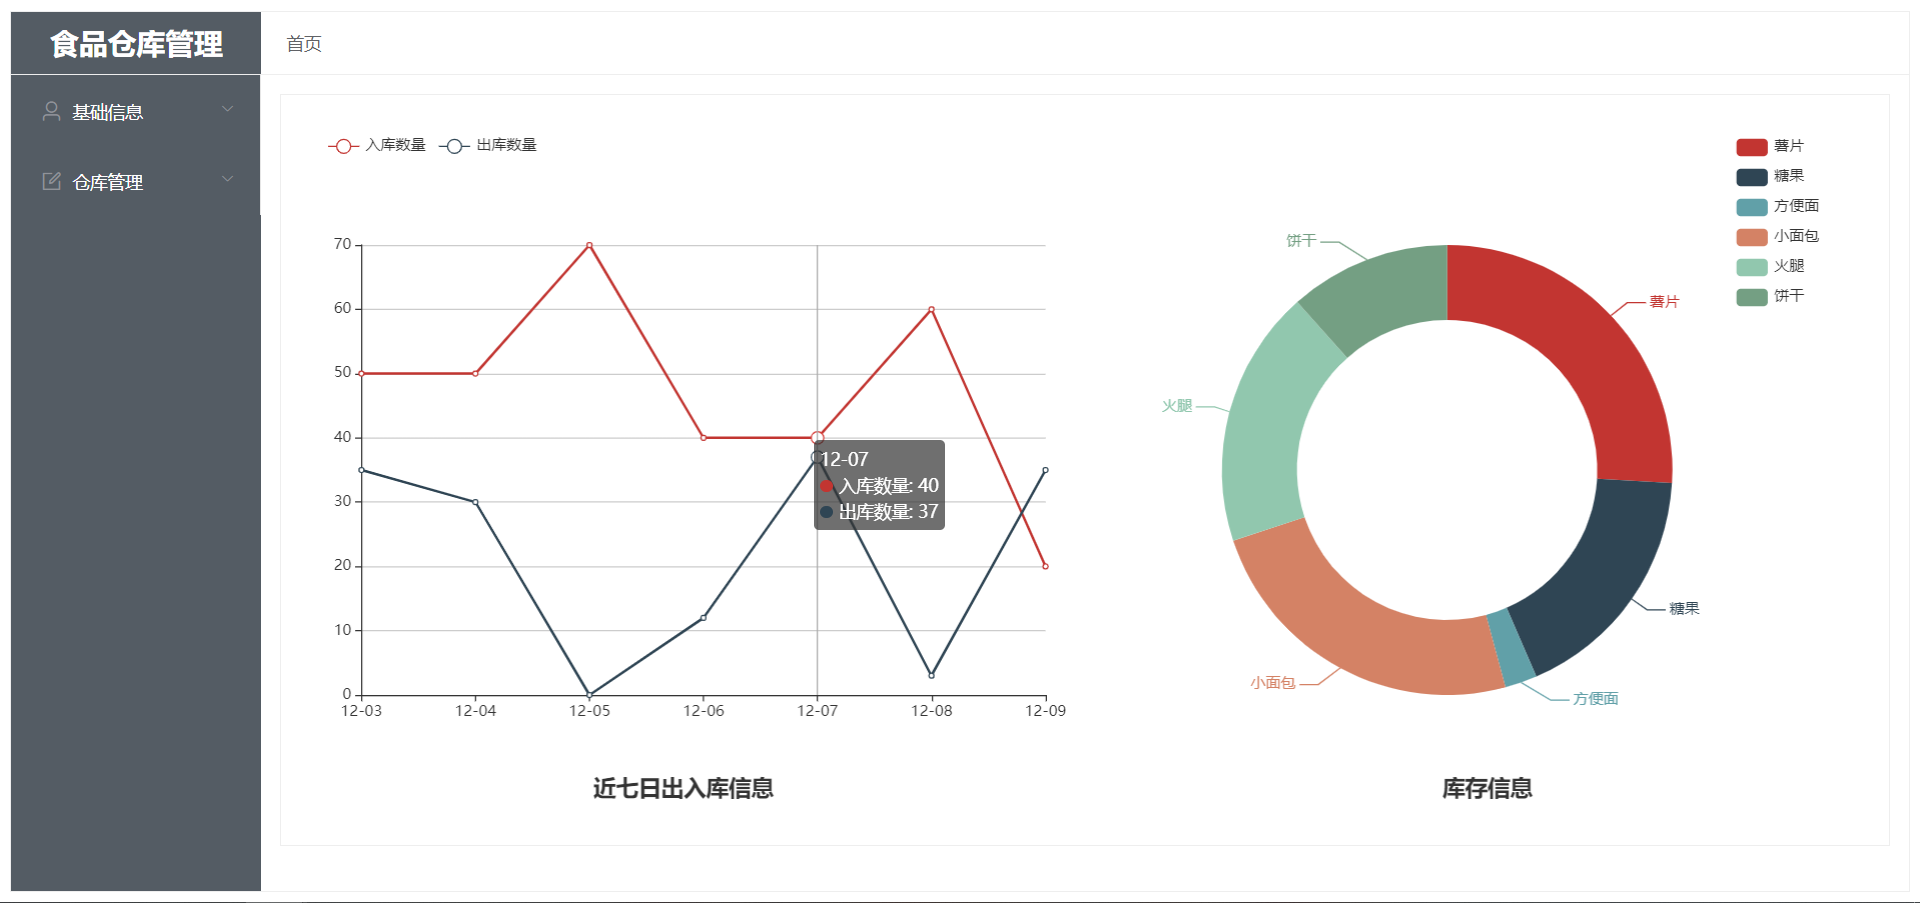 食品仓库管理
首页
基础信息
仓库管理
入库数量
出库数量
70
60
50
40
30
20
10
0
12-03
12-04
12-05
12-06
12-07
12-08
12-09
12-07
入库数量: 40
出库数量: 37
近七日出入库信息
薯片
糖果
方便面
小面包
火腿
饼干
饼干
薯片
火腿
糖果
小面包
方便面
库存信息